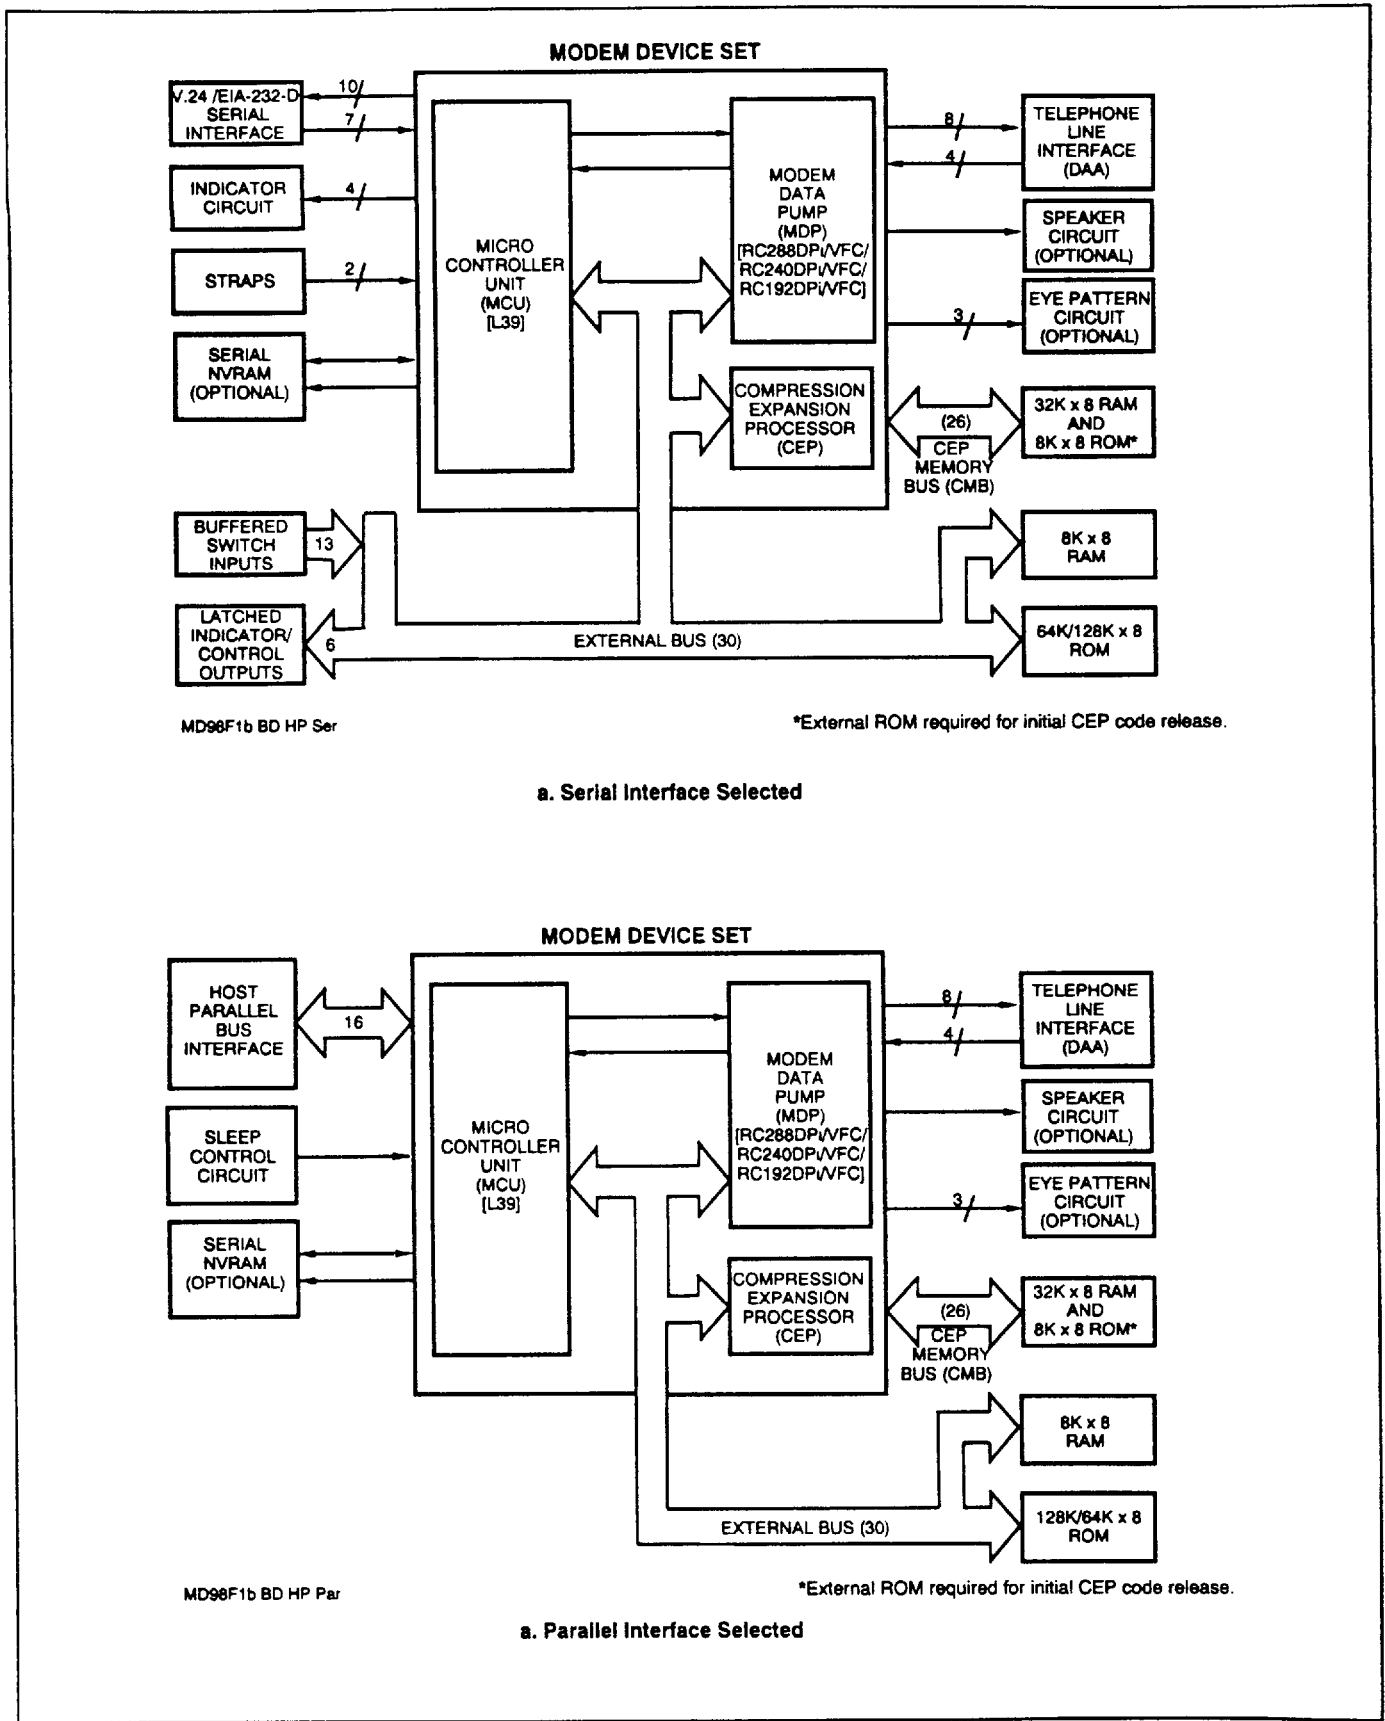 MODEM DEVICE SET
V.24 /EIA-232-D
SERIAL
INTERFACE
10
7
INDICATOR
CIRCUIT
4
STRAPS
2
SERIAL
NVRAM
(OPTIONAL)
MICRO
CONTROLLER
UNIT
(MCU)
[L39]
MODEM
DATA
PUMP
(MDP)
[RC288DPi/VFC/
RC240DPi/VFC/
RC192DPi/VFC]
COMPRESSION
EXPANSION
PROCESSOR
(CEP)
8
4
TELEPHONE
LINE
INTERFACE
(DAA)
SPEAKER
CIRCUIT
(OPTIONAL)
3
EYE PATTERN
CIRCUIT
(OPTIONAL)
(26)
CEP
MEMORY
BUS (CMB)
32K x 8 RAM
AND
8K x 8 ROM*
BUFFERED
SWITCH
INPUTS
13
LATCHED
INDICATOR/
CONTROL
OUTPUTS
6
EXTERNAL BUS (30)
8K x 8
RAM
64K/128K x 8
ROM
MD98F1b BD HP Ser
*External ROM required for initial CEP code release.
a. Serial Interface Selected
MODEM DEVICE SET
HOST
PARALLEL
BUS
INTERFACE
16
SLEEP
CONTROL
CIRCUIT
SERIAL
NVRAM
(OPTIONAL)
MICRO
CONTROLLER
UNIT
(MCU)
[L39]
MODEM
DATA
PUMP
(MDP)
[RC288DPi/VFC/
RC240DPi/VFC/
RC192DPi/VFC]
COMPRESSION
EXPANSION
PROCESSOR
(CEP)
8
4
TELEPHONE
LINE
INTERFACE
(DAA)
SPEAKER
CIRCUIT
(OPTIONAL)
3
EYE PATTERN
CIRCUIT
(OPTIONAL)
(26)
CEP
MEMORY
BUS (CMB)
32K x 8 RAM
AND
8K x 8 ROM*
8K x 8
RAM
EXTERNAL BUS (30)
128K/64K x 8
ROM
MD98F1b BD HP Par
*External ROM required for initial CEP code release.
a. Parallel Interface Selected